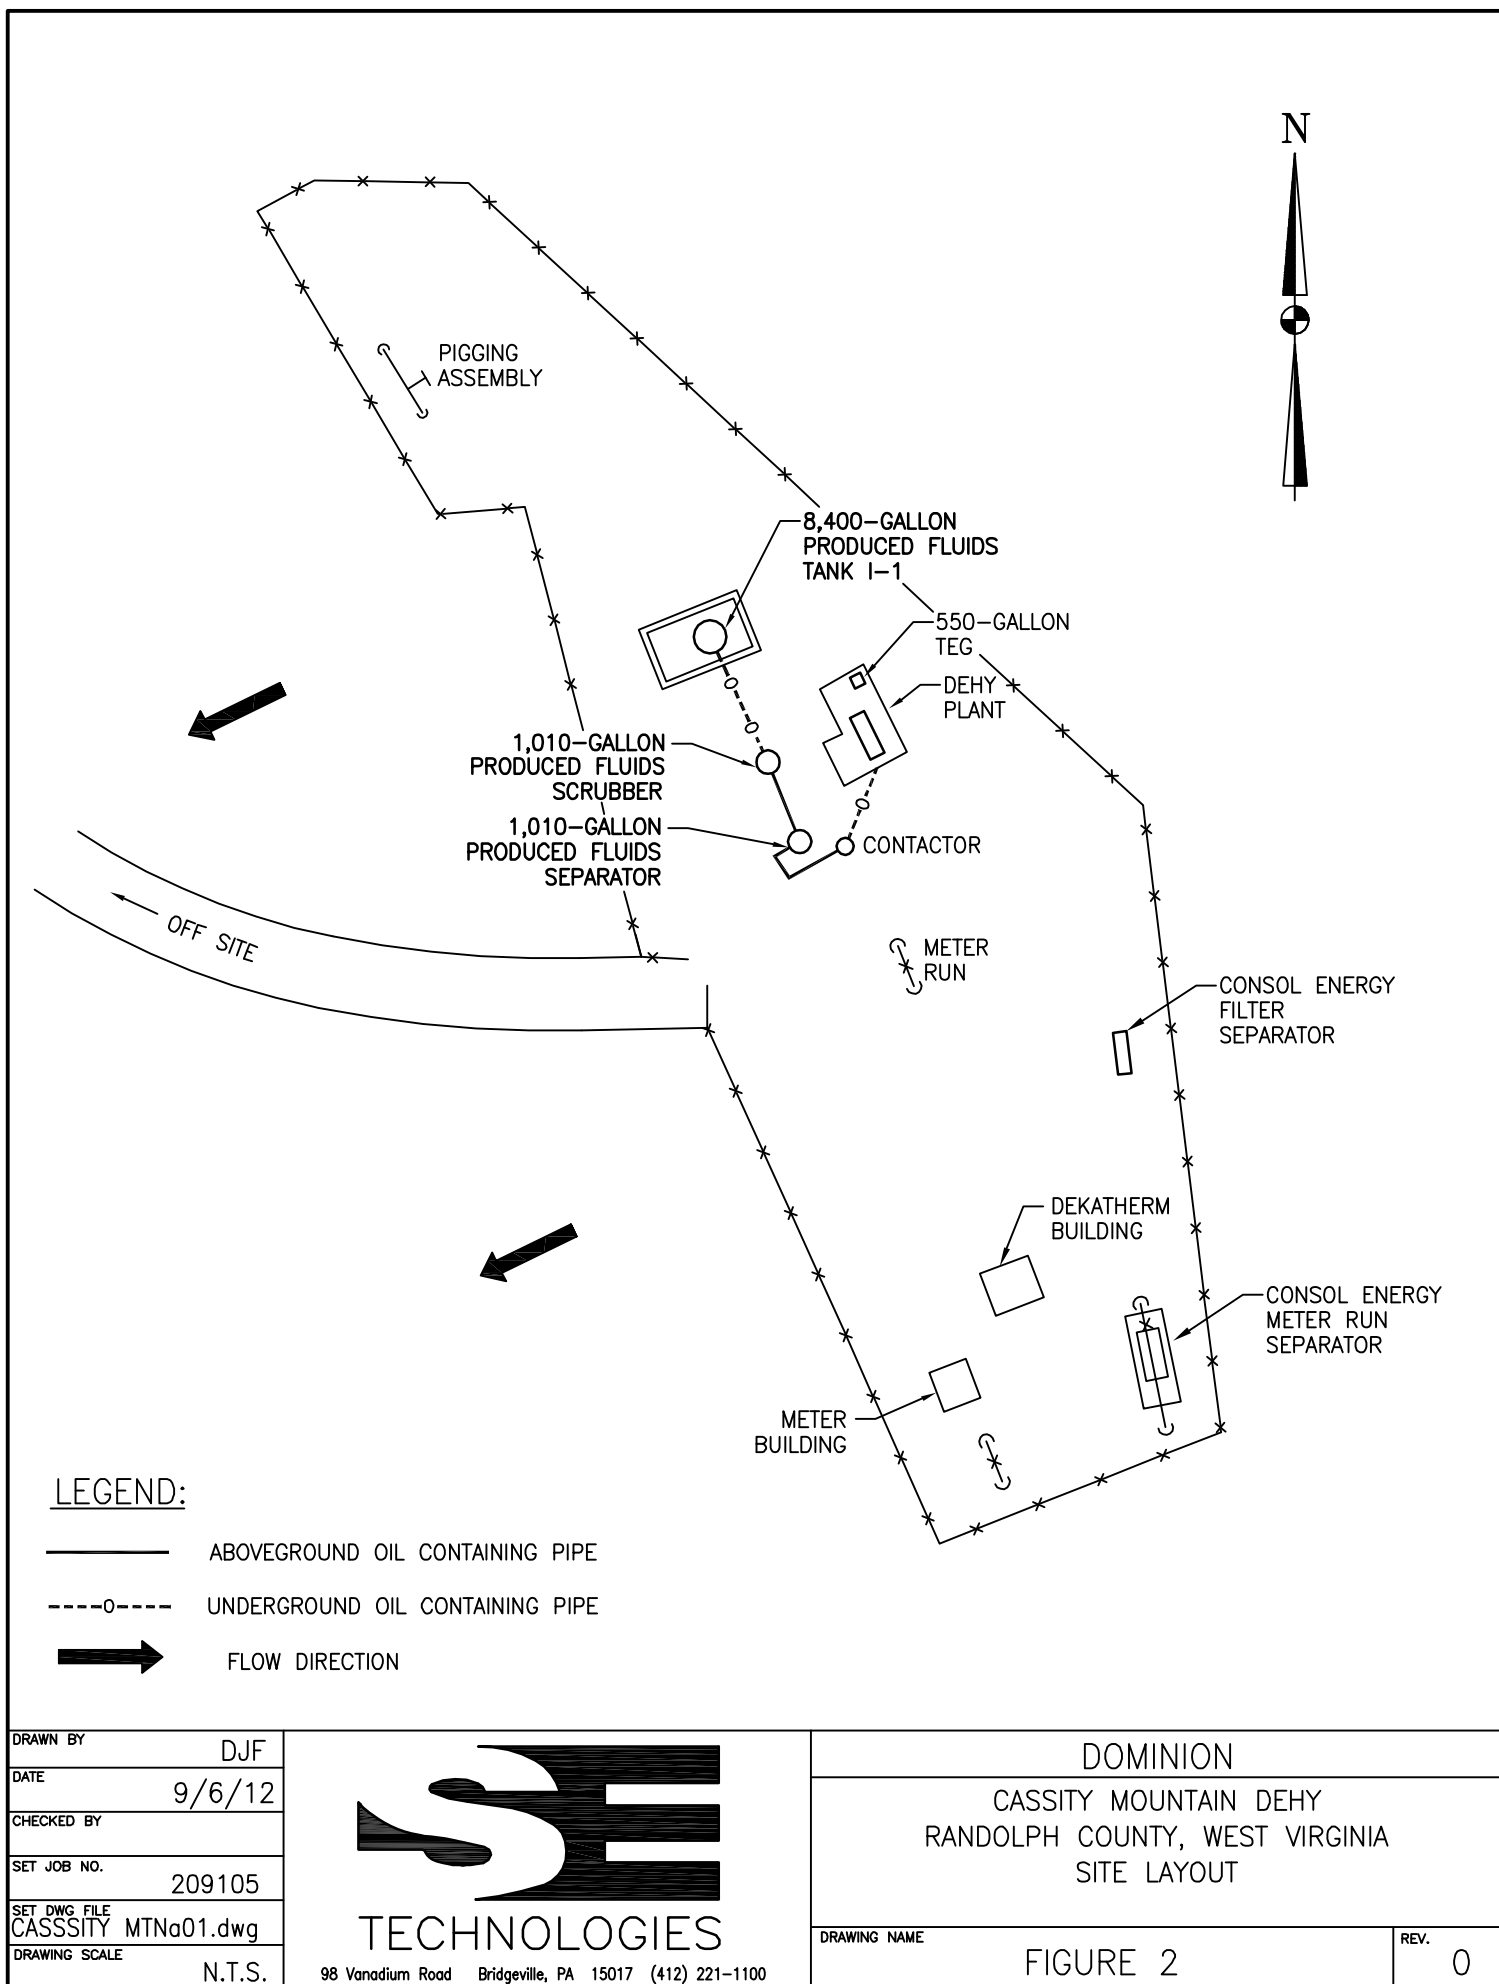 N
PIGGING
ASSEMBLY
8,400-GALLON
PRODUCED FLUIDS
TANK I-1
550-GALLON
TEG
DEHY
PLANT
1,010-GALLON
PRODUCED FLUIDS
SCRUBBER
1,010-GALLON
PRODUCED FLUIDS
SEPARATOR
CONTACTOR
OFF SITE
METER
RUN
CONSOL ENERGY
FILTER
SEPARATOR
DEKATHERM
BUILDING
CONSOL ENERGY
METER RUN
SEPARATOR
METER
BUILDING
LEGEND:
ABOVEGROUND OIL CONTAINING PIPE
UNDERGROUND OIL CONTAINING PIPE
FLOW DIRECTION
DRAWN BY
DJF
DATE
9/6/12
CHECKED BY
SET JOB NO.
209105
SET DWG FILE
CASSSITY MTNa01.dwg
DRAWING SCALE
N.T.S.
SE
TECHNOLOGIES
98 Vanadium Road Bridgeville, PA 15017 (412) 221-1100
DOMINION
CASSITY MOUNTAIN DEHY
RANDOLPH COUNTY, WEST VIRGINIA
SITE LAYOUT
DRAWING NAME
FIGURE 2
REV.
0